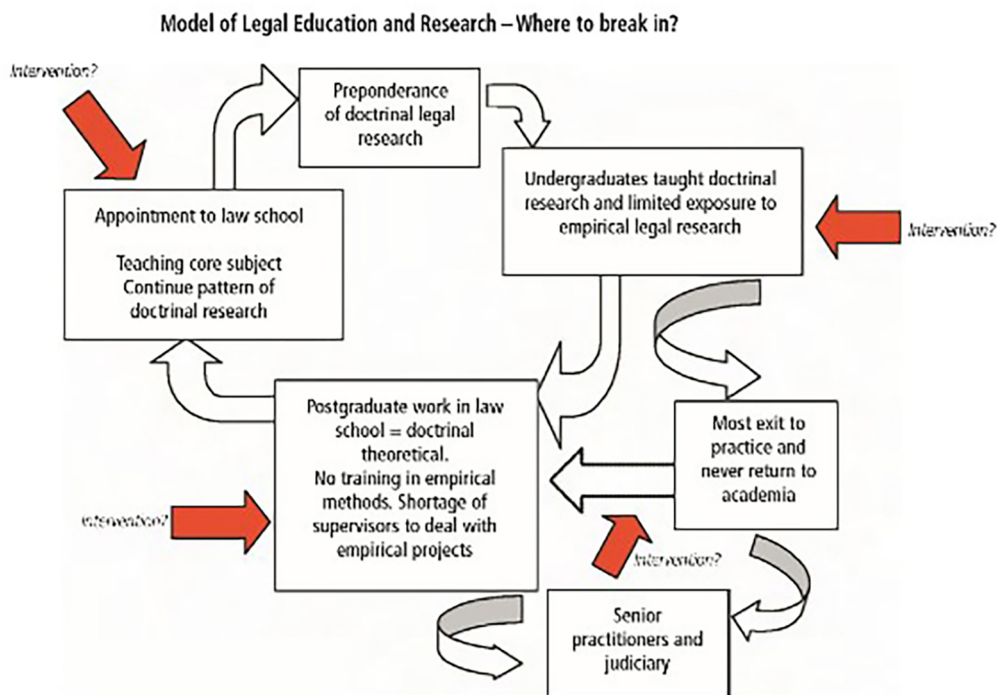 Model of Legal Education and Research – Where to break in?
Intervention?
Preponderance
of doctrinal legal
research
Undergraduates taught doctrinal
research and limited exposure to
empirical legal research
Intervention?
Appointment to law school
Teaching core subject
Continue pattern of
doctrinal research
Postgraduate work in law
school = doctrinal
theoretical.
No training in empirical
methods. Shortage of
supervisors to deal with
empirical projects
Most exit to
practice and
never return to
academia
Intervention?
Intervention?
Senior
practitioners and
judiciary